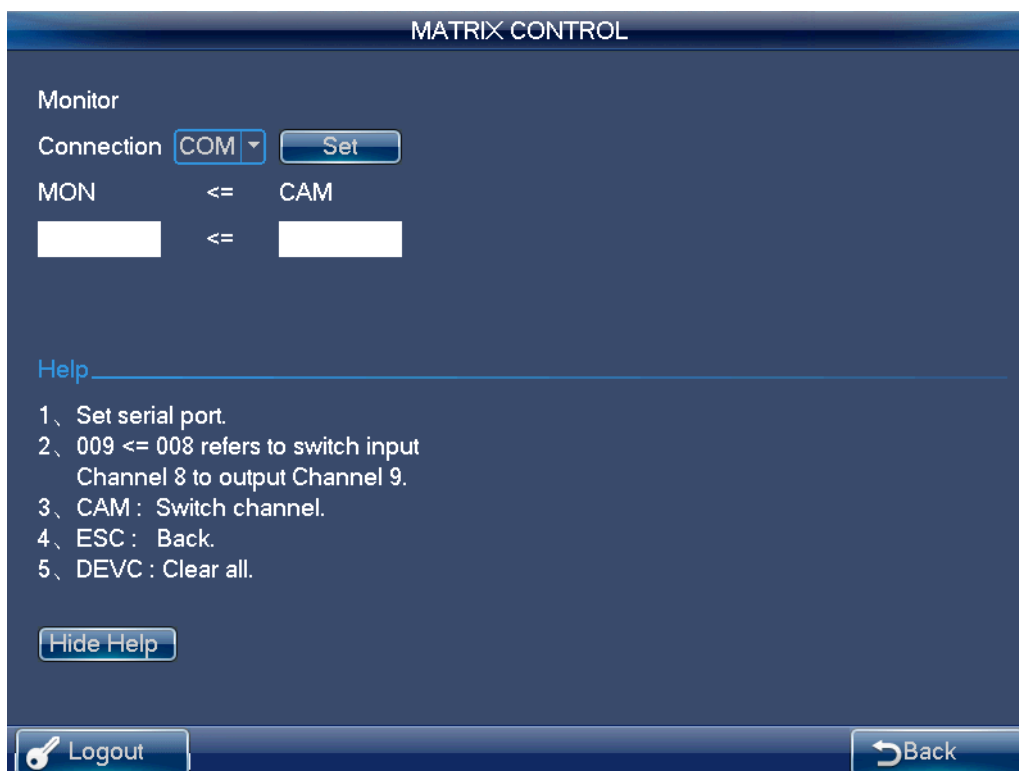 MATRIX CONTROL
Monitor
Connection COM Set
MON <= CAM
<=
Help
1、Set serial port.
2、009 <= 008 refers to switch input
Channel 8 to output Channel 9.
3、CAM : Switch channel.
4、ESC : Back.
5、DEVC : Clear all.
Hide Help
Logout Back